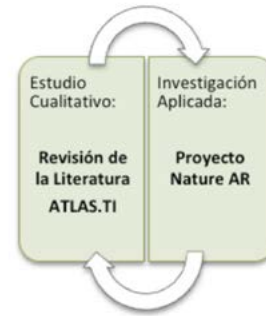 Estudio
Cualitativo:
Revisión de
la Literatura
ATLAS.TI
Investigación
Aplicada:
Proyecto
Nature AR